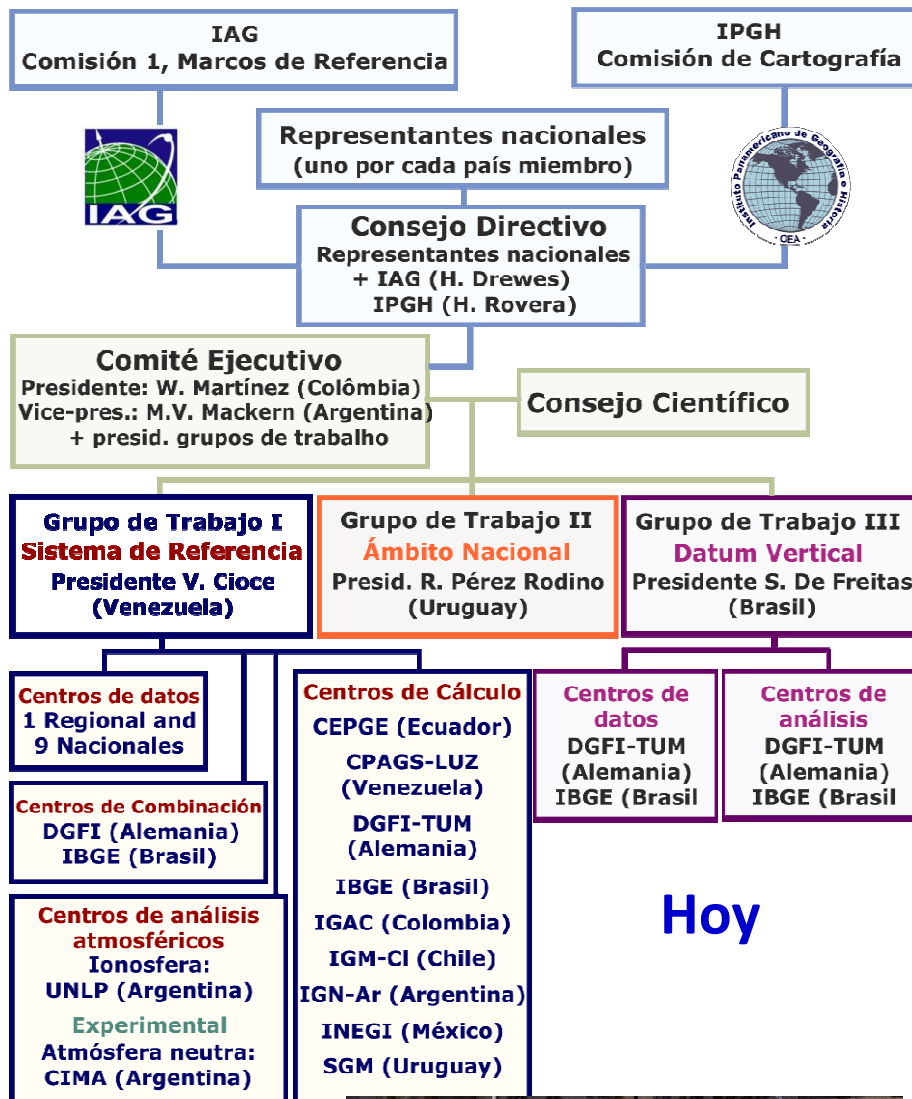 IAG
Comisión 1, Marcos de Referencia
IPGH
Comisión de Cartografía
IAG
Representantes nacionales
(uno por cada país miembro)
Instituto Panamericano de Geografía e Historia
- OEA -
Consejo Directivo
Representantes nacionales
+ IAG (H. Drewes)
IPGH (H. Rovera)
Comité Ejecutivo
Presidente: W. Martínez (Colômbia)
Vice-pres.: M.V. Mackern (Argentina)
+ presid. grupos de trabalho
Consejo Científico
Grupo de Trabajo I
Sistema de Referencia
Presidente V. Cioce
(Venezuela)
Grupo de Trabajo II
Ámbito Nacional
Presid. R. Pérez Rodino
(Uruguay)
Grupo de Trabajo III
Datum Vertical
Presidente S. De Freitas
(Brasil)
Centros de datos
1 Regional and
9 Nacionales
Centros de Combinación
DGFI (Alemania)
IBGE (Brasil)
Centros de análisis
atmosféricos
Ionosfera:
UNLP (Argentina)
Experimental
Atmósfera neutra:
CIMA (Argentina)
Centros de Cálculo
CEPGE (Ecuador)
CPAGS-LUZ
(Venezuela)
DGFI-TUM
(Alemania)
IBGE (Brasil)
IGAC (Colombia)
IGM-Cl (Chile)
IGN-Ar (Argentina)
INEGI (México)
SGM (Uruguay)
Centros de
datos
DGFI-TUM
(Alemania)
IBGE (Brasil
Centros de
análisis
DGFI-TUM
(Alemania)
IBGE (Brasil
Hoy